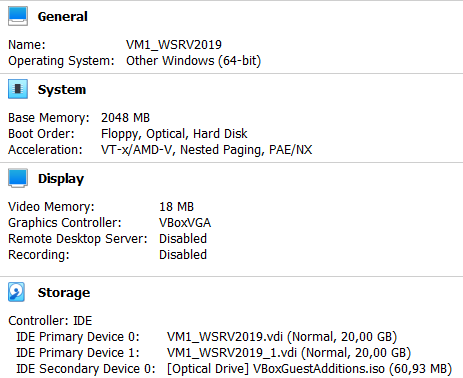 General
Name: VM1_WSRV2019
Operating System: Other Windows (64-bit)
System
Base Memory: 2048 MB
Boot Order: Floppy, Optical, Hard Disk
Acceleration: VT-x/AMD-V, Nested Paging, PAE/NX
Display
Video Memory: 18 MB
Graphics Controller: VBoxVGA
Remote Desktop Server: Disabled
Recording: Disabled
Storage
Controller: IDE
IDE Primary Device 0: VM1_WSRV2019.vdi (Normal, 20,00 GB)
IDE Primary Device 1: VM1_WSRV2019_1.vdi (Normal, 20,00 GB)
IDE Secondary Device 0: [Optical Drive] VBoxGuestAdditions.iso (60,93 MB)